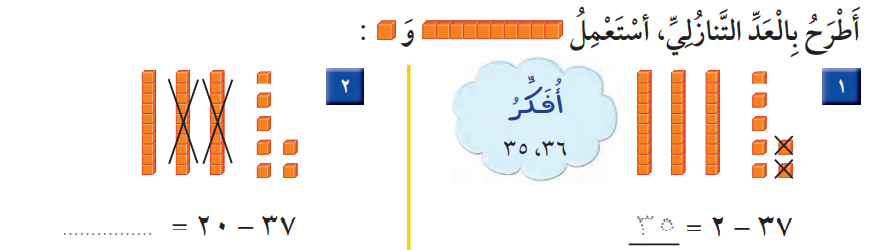 أَطْرَحُ بِالْعَدِّ التَّنازُلِيِّ، أَسْتَعْمِلُ وَ :
١
أُفَكِّرُ
٣٦، ٣٥
٣٧ – ٢ = ٣٥
٢
٣٧ – ٢٠ = ................